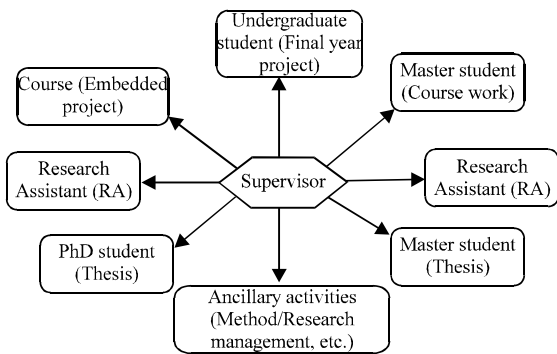 Undergraduate
student (Final year
project)
Course (Embedded
project)
Master student
(Course work)
Research
Assistant (RA)
Supervisor
Research
Assistant (RA)
PhD student
(Thesis)
Master student
(Thesis)
Ancillary activities
(Method/Research
management, etc.)